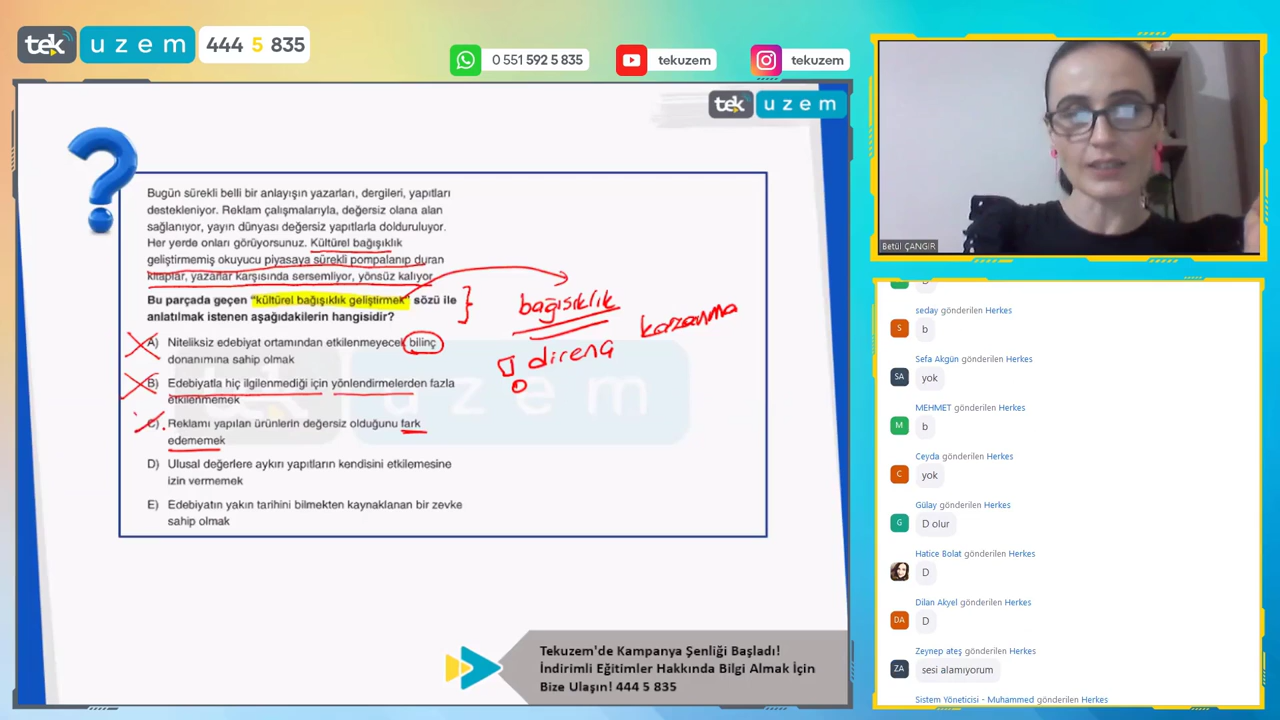 tek uzem 444 5 835
0 551 592 5 835
tekuzem
tekuzem
tek uzem
Bugün sürekli belli bir anlayışın yazarları, dergileri, yapıtları
destekleniyor. Reklam çalışmalarıyla, değersiz olana alan
sağlanıyor, yayın dünyası değersiz yapıtlarla dolduruluyor.
Her yerde onları görüyorsunuz. Kültürel bağışıklık
geliştirmemiş okuyucu piyasaya sürekli pompalanıp duran
kitaplar, yazarlar karşısında sersemliyor, yönsüz kalıyor.
Bu parçada geçen "kültürel bağışıklık geliştirmek" sözü ile
anlatılmak istenen aşağıdakilerin hangisidir?
A) Niteliksiz edebiyat ortamından etkilenmeyecek bilinç
donanımına sahip olmak
B) Edebiyatla hiç ilgilenmediği için yönlendirmelerden fazla
etkilenmemek
C) Reklamı yapılan ürünlerin değersiz olduğunu fark
edememek
D) Ulusal değerlere aykırı yapıtların kendisini etkilemesine
izin vermemek
E) Edebiyatın yakın tarihini bilmekten kaynaklanan bir zevke
sahip olmak
bağışıklık
kazanma
direnç
uzem
Tekuzem'de Kampanya Şenliği Başladı!
İndirimli Eğitimler Hakkında Bilgi Almak İçin
Bize Ulaşın! 444 5 835
Betül ÇANGIR
seday gönderilen Herkes
S b
Sefa Akgün gönderilen Herkes
SA yok
MEHMET gönderilen Herkes
M b
Ceyda gönderilen Herkes
C yok
Gülay gönderilen Herkes
G D olur
Hatice Bolat gönderilen Herkes
D
Dilan Akyel gönderilen Herkes
DA D
Zeynep ateş gönderilen Herkes
ZA sesi alamıyorum
Sistem Yöneticisi - Muhammed gönderilen Herkes